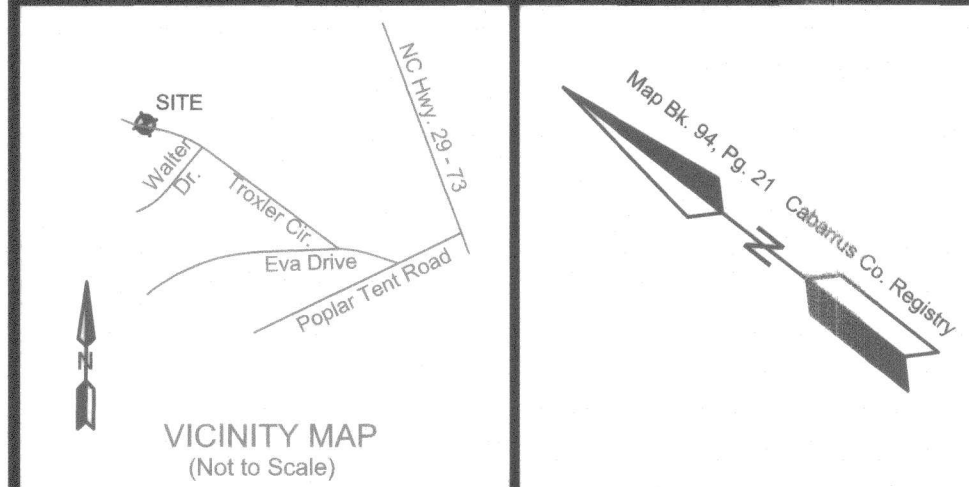 SITE
NC Hwy. 29 - 73
Walter
Dr.
Troxler Cir.
Eva Drive
Poplar Tent Road
N
VICINITY MAP
(Not to Scale)
Map Bk. 94, Pg. 21 Cabarrus Co. Registry
N